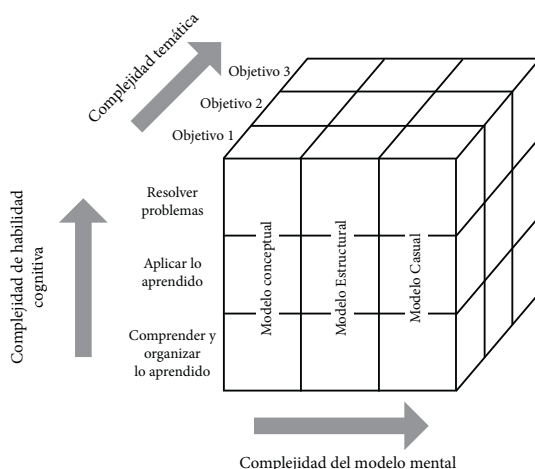 Complejidad temática
Objetivo 3
Objetivo 2
Objetivo 1
Complejidad de habilidad
cognitiva
Resolver
problemas
Aplicar lo
aprendido
Comprender y
organizar
lo aprendido
Modelo conceptual
Modelo Estructural
Modelo Casual
Complejidad del modelo mental